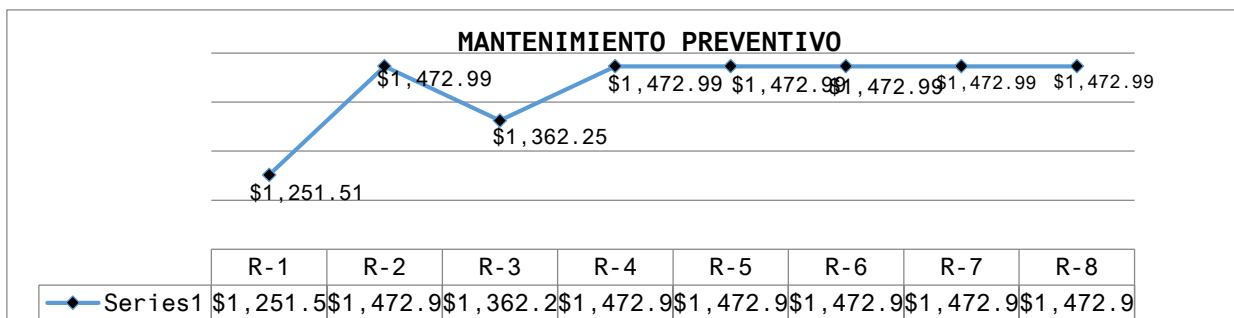 MANTENIMIENTO PREVENTIVO
$1,472.99 $1,472.99 $1,472.99 $1,472.99 $1,472.99 $1,472.99
$1,362.25
$1,251.51
R-1 R-2 R-3 R-4 R-5 R-6 R-7 R-8
Series1 $1,251.5 $1,472.9 $1,362.2 $1,472.9 $1,472.9 $1,472.9 $1,472.9 $1,472.9